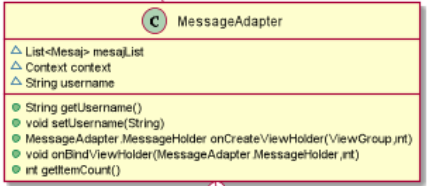 C MessageAdapter
List<Mesaj> mesajList
Context context
String username
String getUsername()
void setUsername(String)
MessageAdapter.MessageHolder onCreateViewHolder(ViewGroup,int)
void onBindViewHolder(MessageAdapter.MessageHolder,int)
int getItemCount()